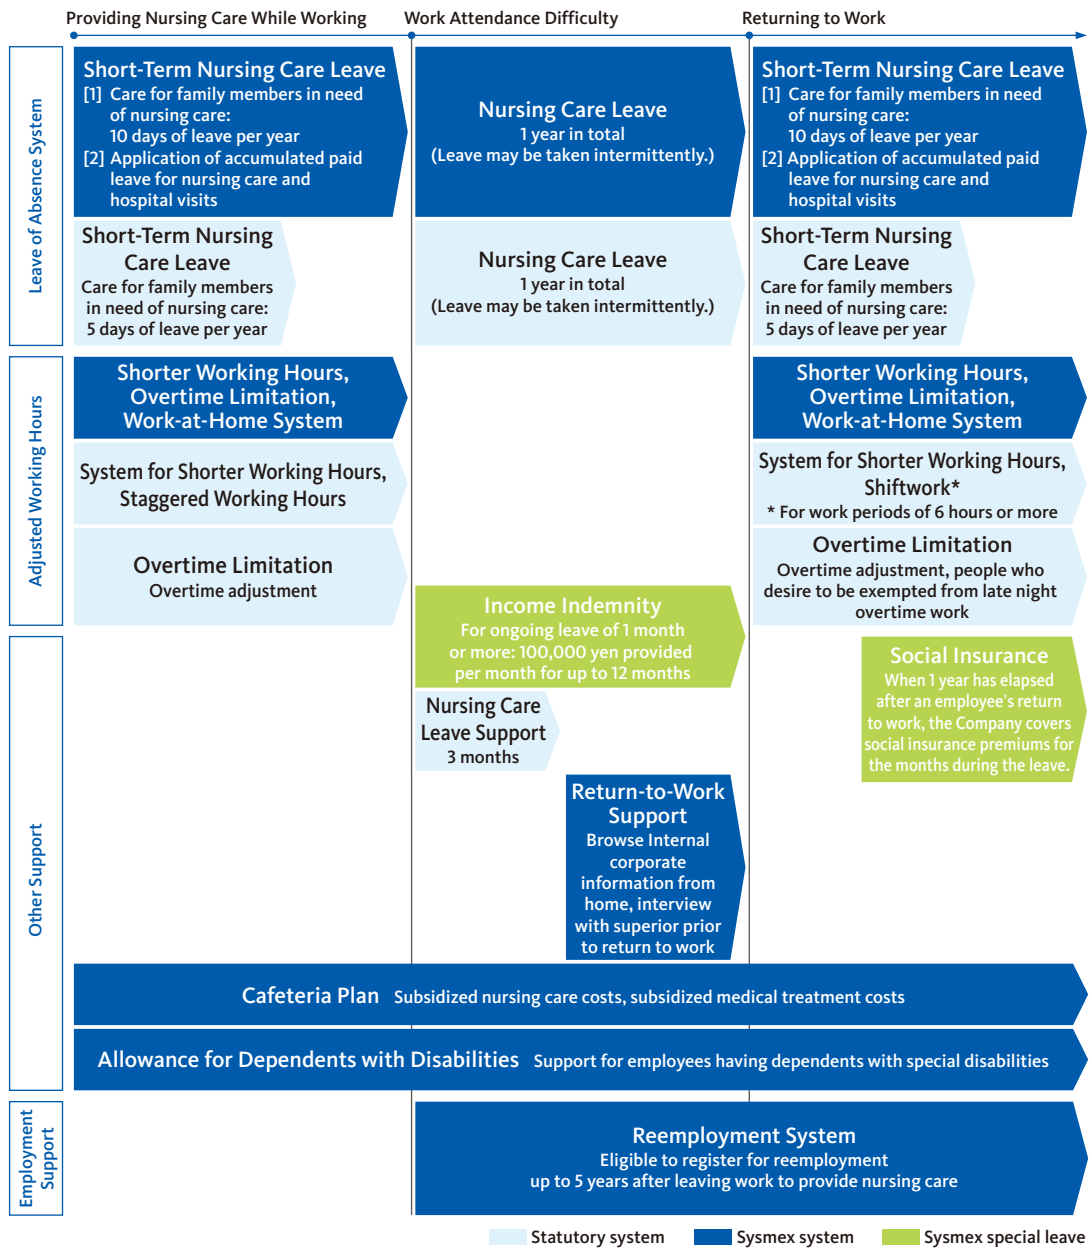 Providing Nursing Care While Working
Work Attendance Difficulty
Returning to Work
Leave of Absence System
Short-Term Nursing Care Leave
[1] Care for family members in need
of nursing care:
10 days of leave per year
[2] Application of accumulated paid
leave for nursing care and
hospital visits
Nursing Care Leave
1 year in total
(Leave may be taken intermittently.)
Short-Term Nursing Care Leave
[1] Care for family members in need
of nursing care:
10 days of leave per year
[2] Application of accumulated paid
leave for nursing care and
hospital visits
Short-Term Nursing
Care Leave
Care for family members
in need of nursing care:
5 days of leave per year
Nursing Care Leave
1 year in total
(Leave may be taken intermittently.)
Short-Term Nursing
Care Leave
Care for family members
in need of nursing care:
5 days of leave per year
Adjusted Working Hours
Shorter Working Hours,
Overtime Limitation,
Work-at-Home System
Shorter Working Hours,
Overtime Limitation,
Work-at-Home System
System for Shorter Working Hours,
Staggered Working Hours
System for Shorter Working Hours,
Shiftwork*
* For work periods of 6 hours or more
Overtime Limitation
Overtime adjustment
Overtime Limitation
Overtime adjustment, people who
desire to be exempted from late night
overtime work
Other Support
Income Indemnity
For ongoing leave of 1 month
or more: 100,000 yen provided
per month for up to 12 months
Social Insurance
When 1 year has elapsed
after an employee's return
to work, the Company covers
social insurance premiums for
the months during the leave.
Nursing Care
Leave Support
3 months
Return-to-Work
Support
Browse Internal
corporate
information from
home, interview
with superior prior
to return to work
Cafeteria Plan Subsidized nursing care costs, subsidized medical treatment costs
Allowance for Dependents with Disabilities Support for employees having dependents with special disabilities
Employment
Support
Reemployment System
Eligible to register for reemployment
up to 5 years after leaving work to provide nursing care
Statutory system
Sysmex system
Sysmex special leave